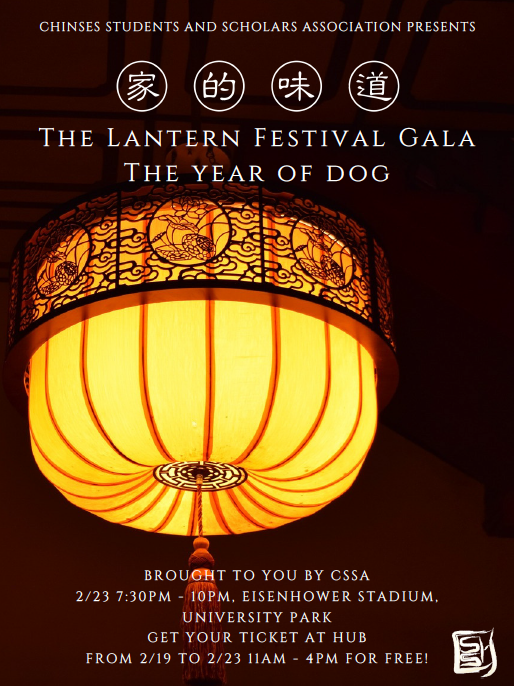 CHINSES STUDENTS AND SCHOLARS ASSOCIATION PRESENTS
家的味道
THE LANTERN FESTIVAL GALA
THE YEAR OF DOG
BROUGHT TO YOU BY CSSA
2/23 7:30PM - 10PM, EISENHOWER STADIUM,
UNIVERSITY PARK
GET YOUR TICKET AT HUB
FROM 2/19 TO 2/23 11AM - 4PM FOR FREE!